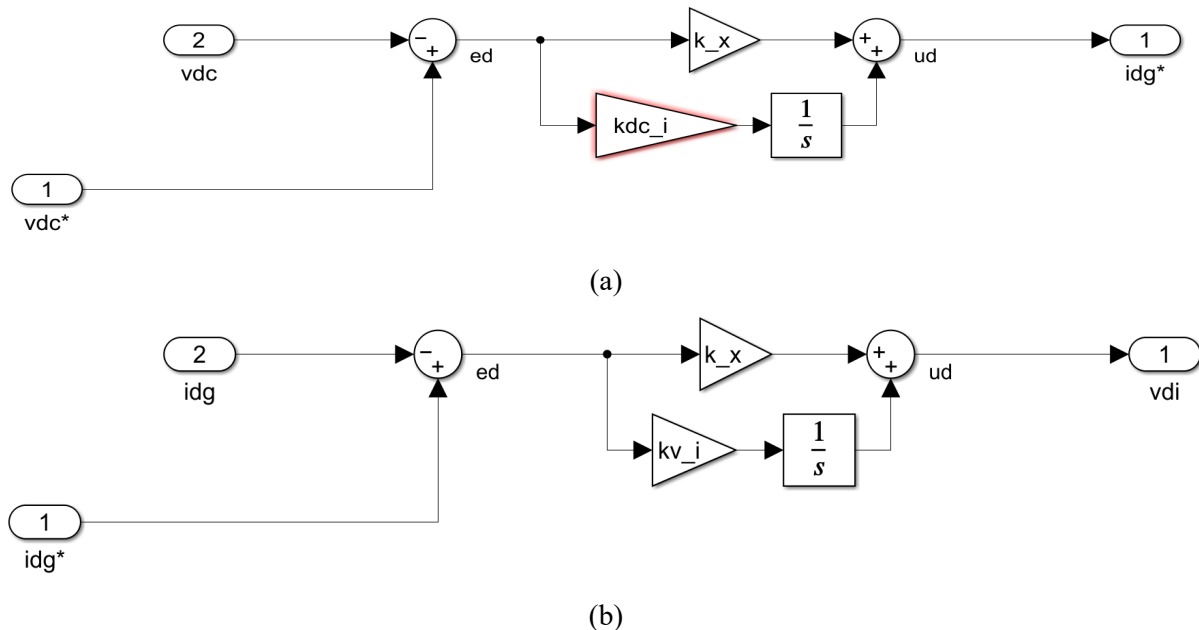 2
vdc
ed
k_x
ud
1
idg*
kdc_i
1
s
1
vdc*
(a)
2
idg
ed
k_x
ud
1
vdi
kv_i
1
s
1
idg*
(b)